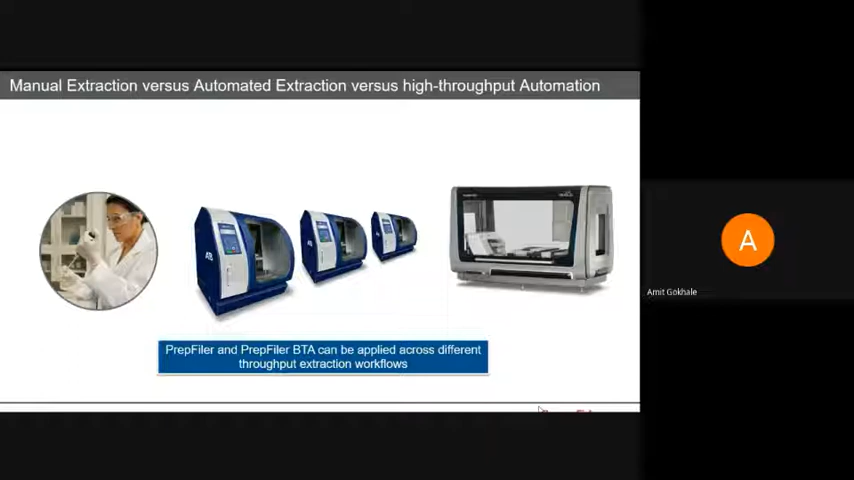 Manual Extraction versus Automated Extraction versus high-throughput Automation
PrepFiler and PrepFiler BTA can be applied across different
throughput extraction workflows
A
Amit Gokhale